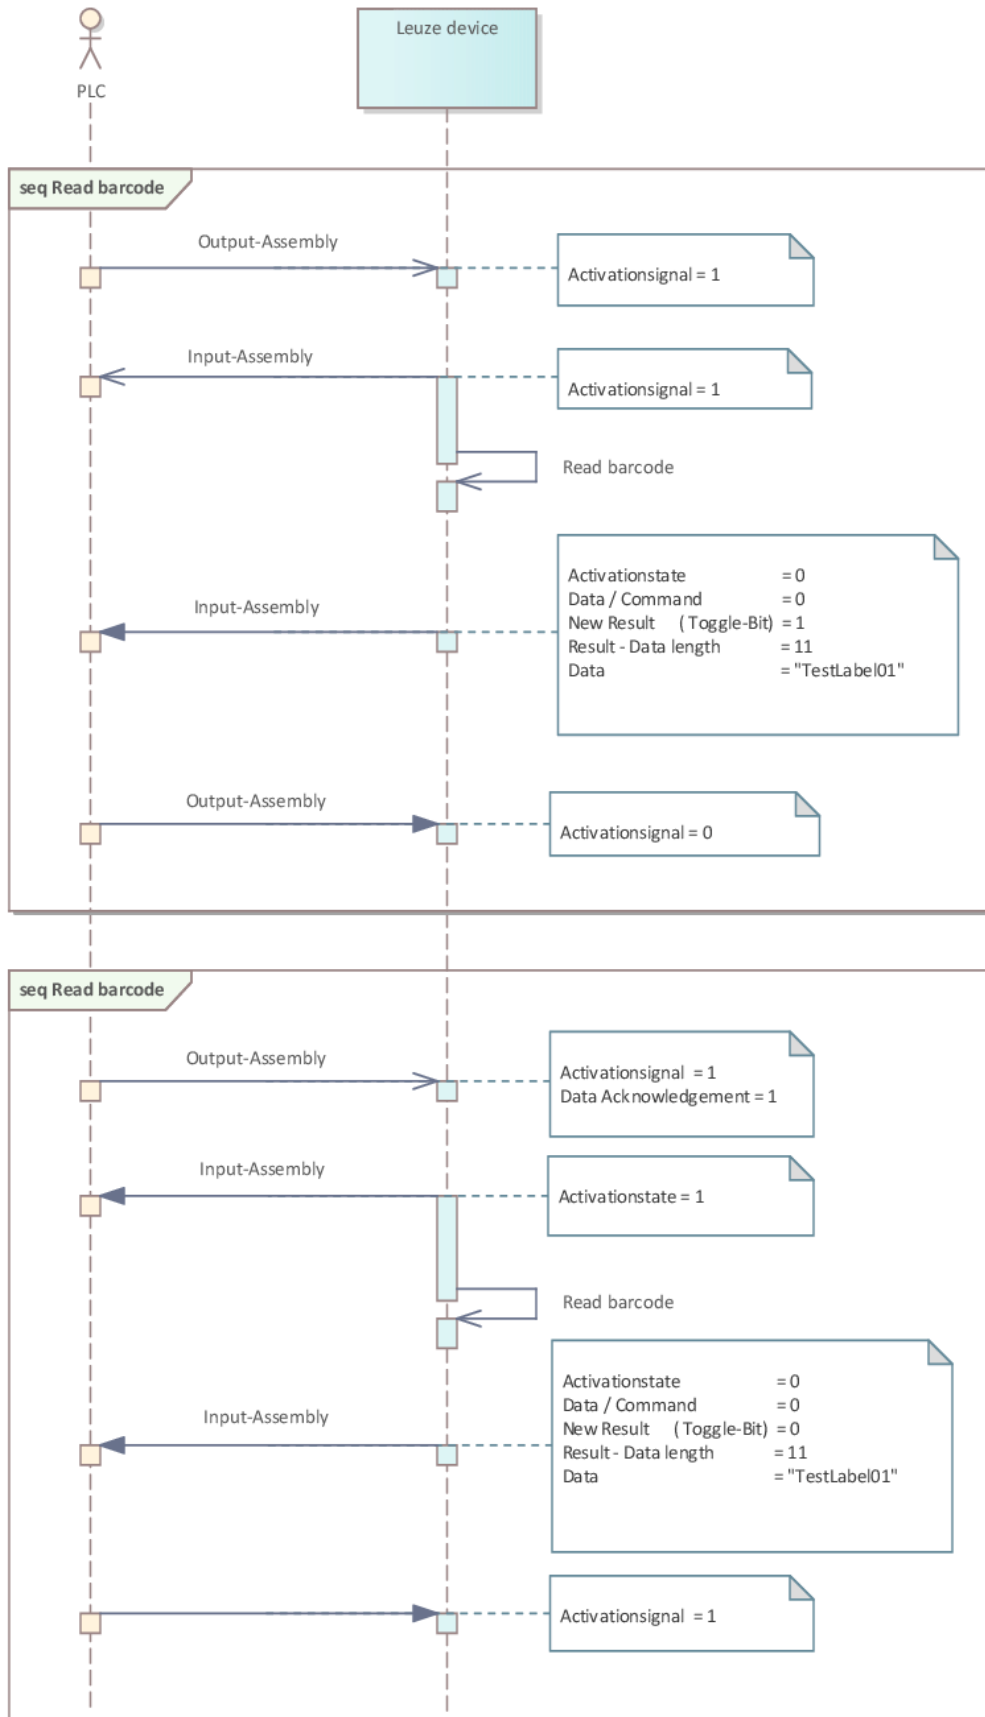 Leuze device
PLC
seq Read barcode
Output-Assembly
Activationsignal = 1
Input-Assembly
Activationsignal = 1
Read barcode
Activationstate = 0
Data / Command = 0
Input-Assembly
New Result ( Toggle-Bit) = 1
Result - Data length = 11
Data = "TestLabel01"
Output-Assembly
Activationsignal = 0
seq Read barcode
Output-Assembly
Activationsignal = 1
Data Acknowledgement = 1
Input-Assembly
Activationstate = 1
Read barcode
Activationstate = 0
Data / Command = 0
Input-Assembly
New Result ( Toggle-Bit) = 0
Result - Data length = 11
Data = "TestLabel01"
Activationsignal = 1